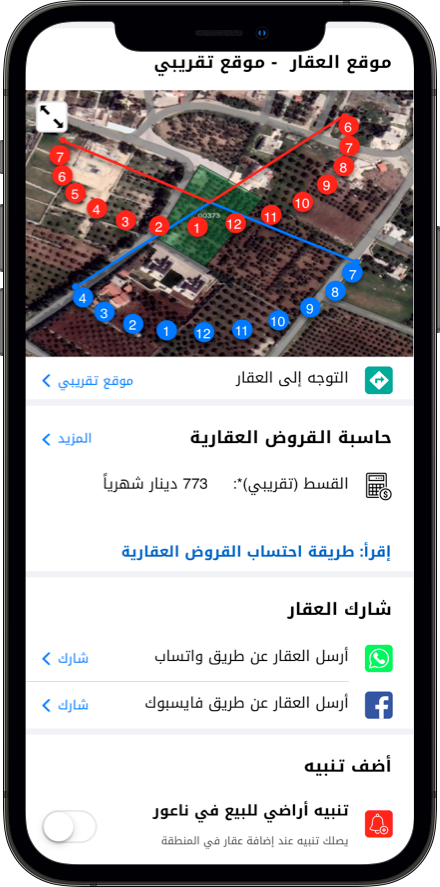 موقع العقار - موقع تقريبي
6
7
7
8
6
9
5
10
4
11
3
12
2
1
00373
7
8
4
9
3
10
2
11
1
12
التوجه إلى العقار
موقع تقريبي
حاسبة القروض العقارية
المزيد
القسط (تقريبي)*: 773 دينار شهرياً
إقرأ: طريقة احتساب القروض العقارية
شارك العقار
أرسل العقار عن طريق واتساب
شارك
أرسل العقار عن طريق فايسبوك
شارك
أضف تنبيه
تنبيه أراضي للبيع في ناعور
يصلك تنبيه عند إضافة عقار في المنطقة